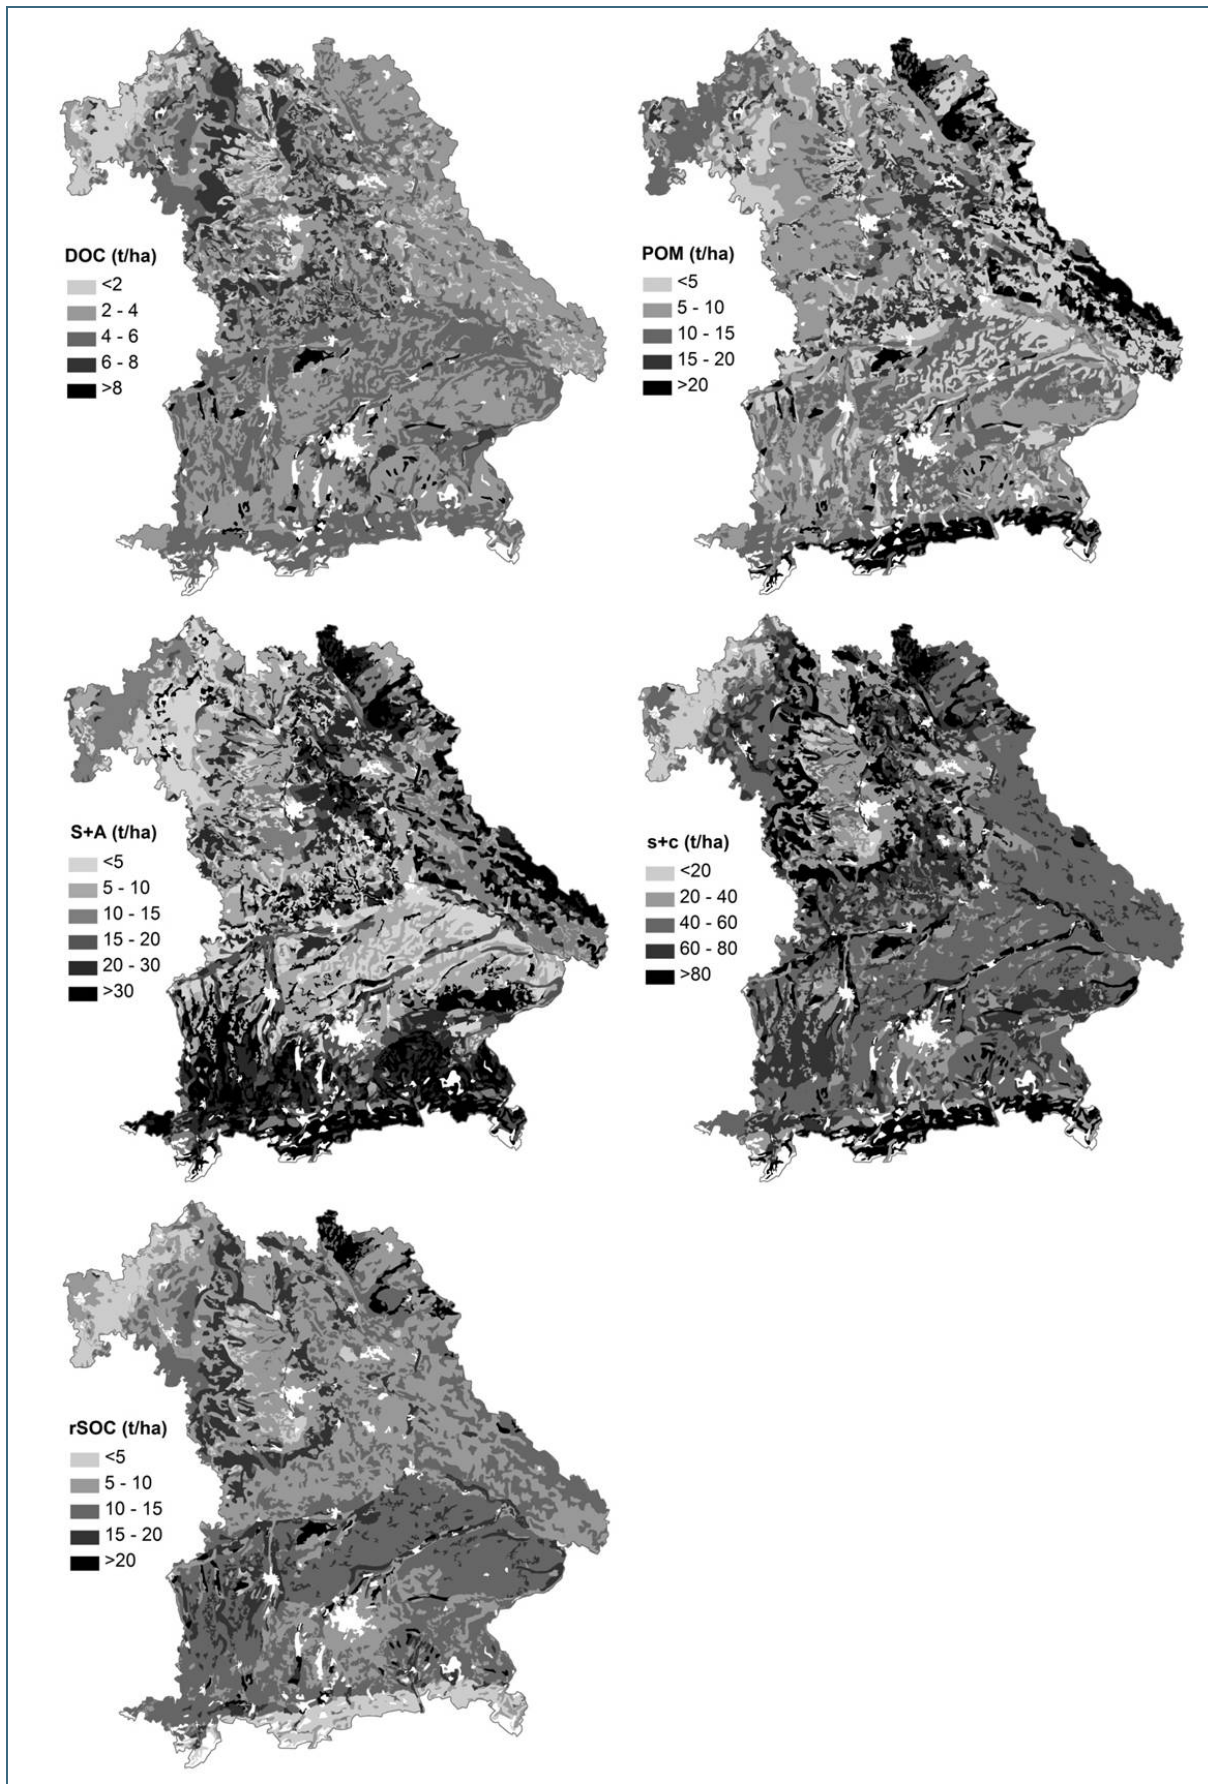 DOC (t/ha)
<2
2 - 4
4 - 6
6 - 8
>8
POM (t/ha)
<5
5 - 10
10 - 15
15 - 20
>20
S+A (t/ha)
<5
5 - 10
10 - 15
15 - 20
20 - 30
>30
s+c (t/ha)
<20
20 - 40
40 - 60
60 - 80
>80
rSOC (t/ha)
<5
5 - 10
10 - 15
15 - 20
>20